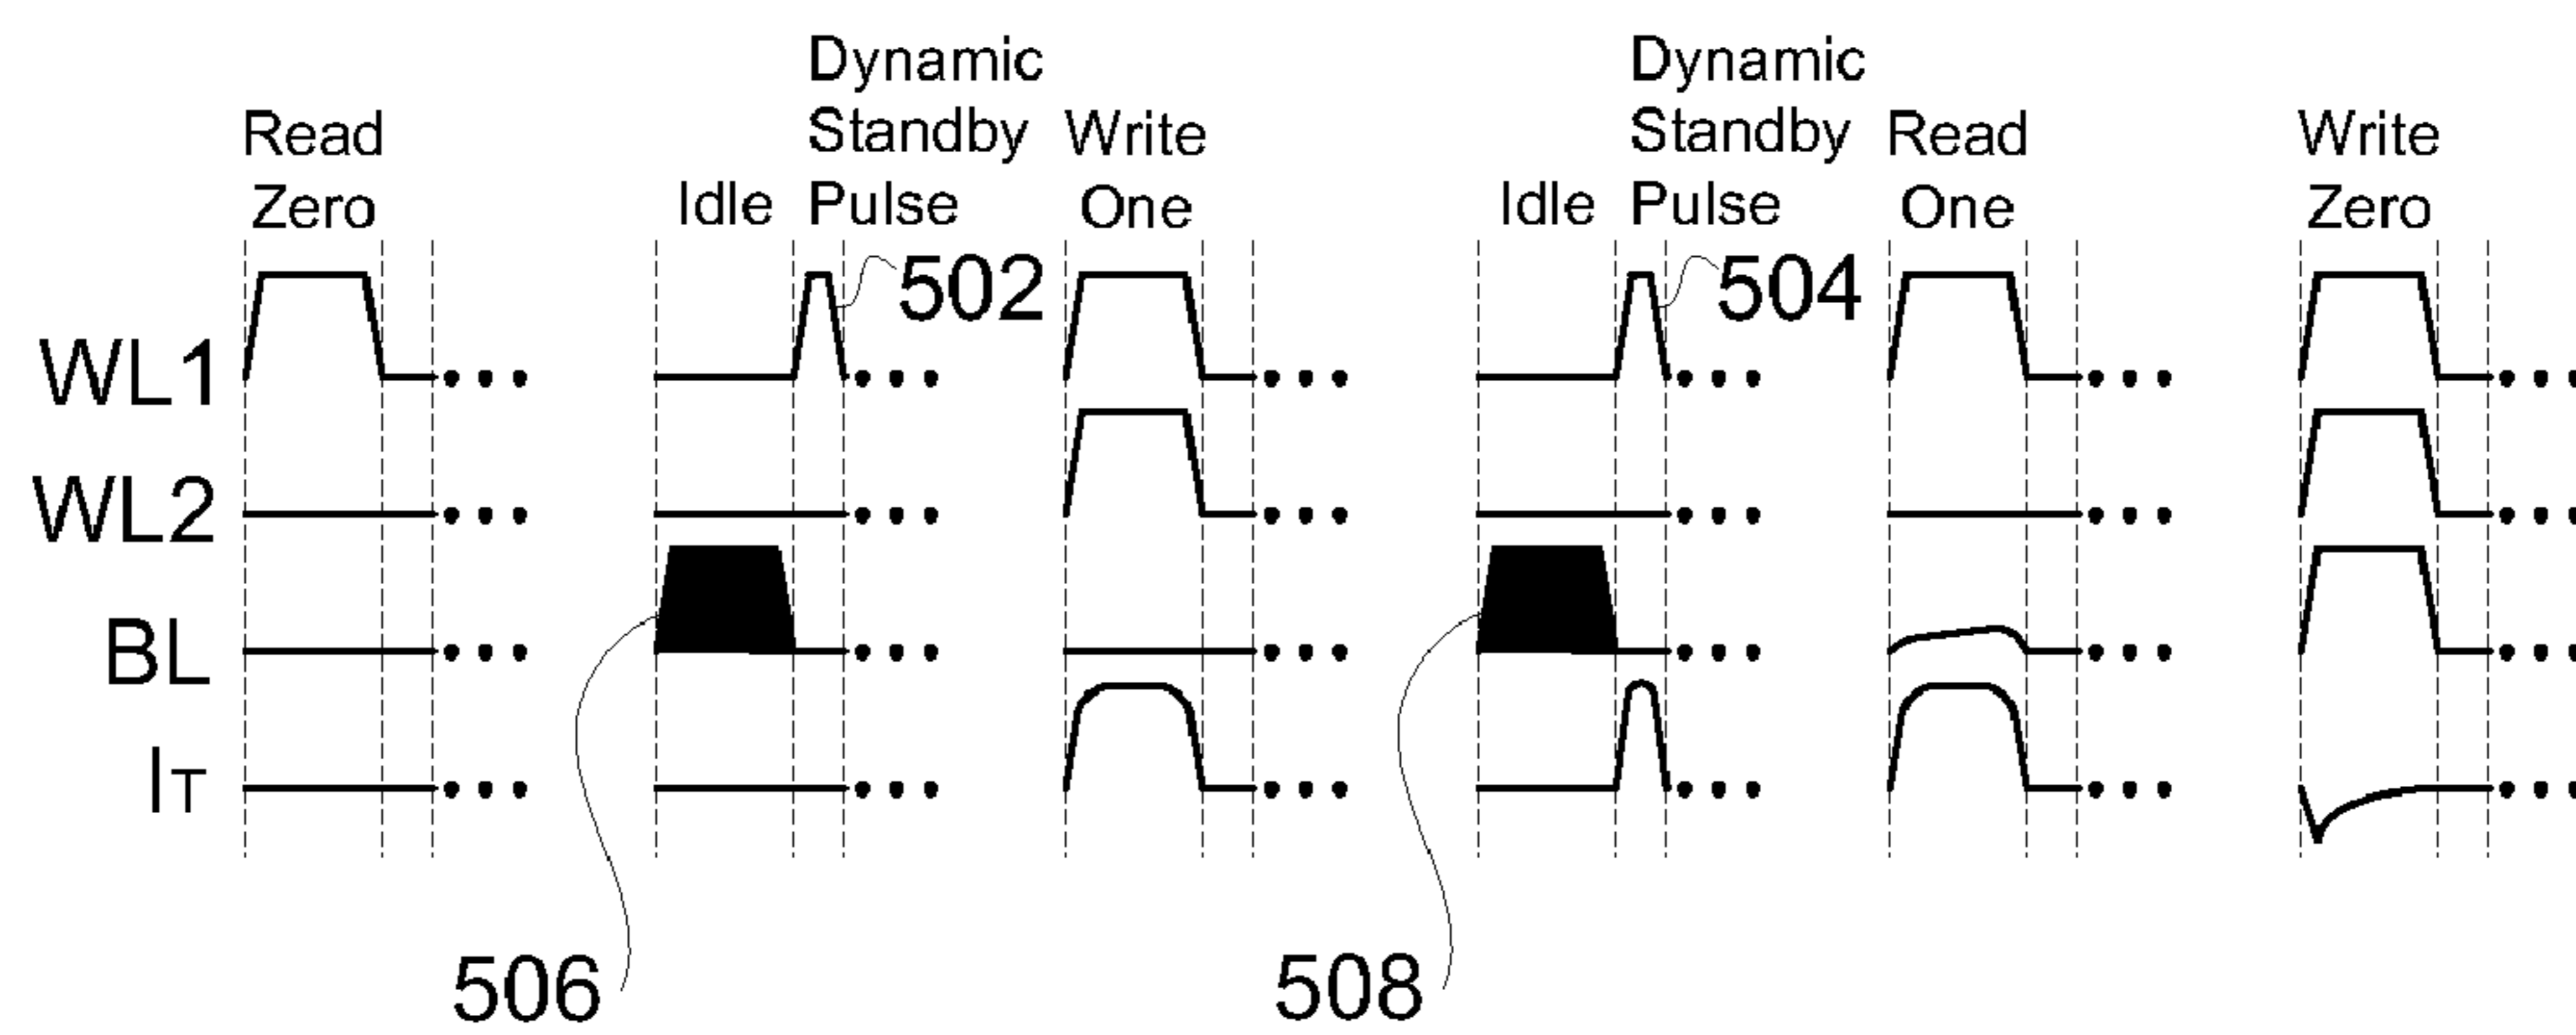 Dynamic Dynamic
Read Standby Write Standby Read Write
Zero Idle Pulse One Idle Pulse One Zero
502 504
WL1
WL2
BL
IT
506 508